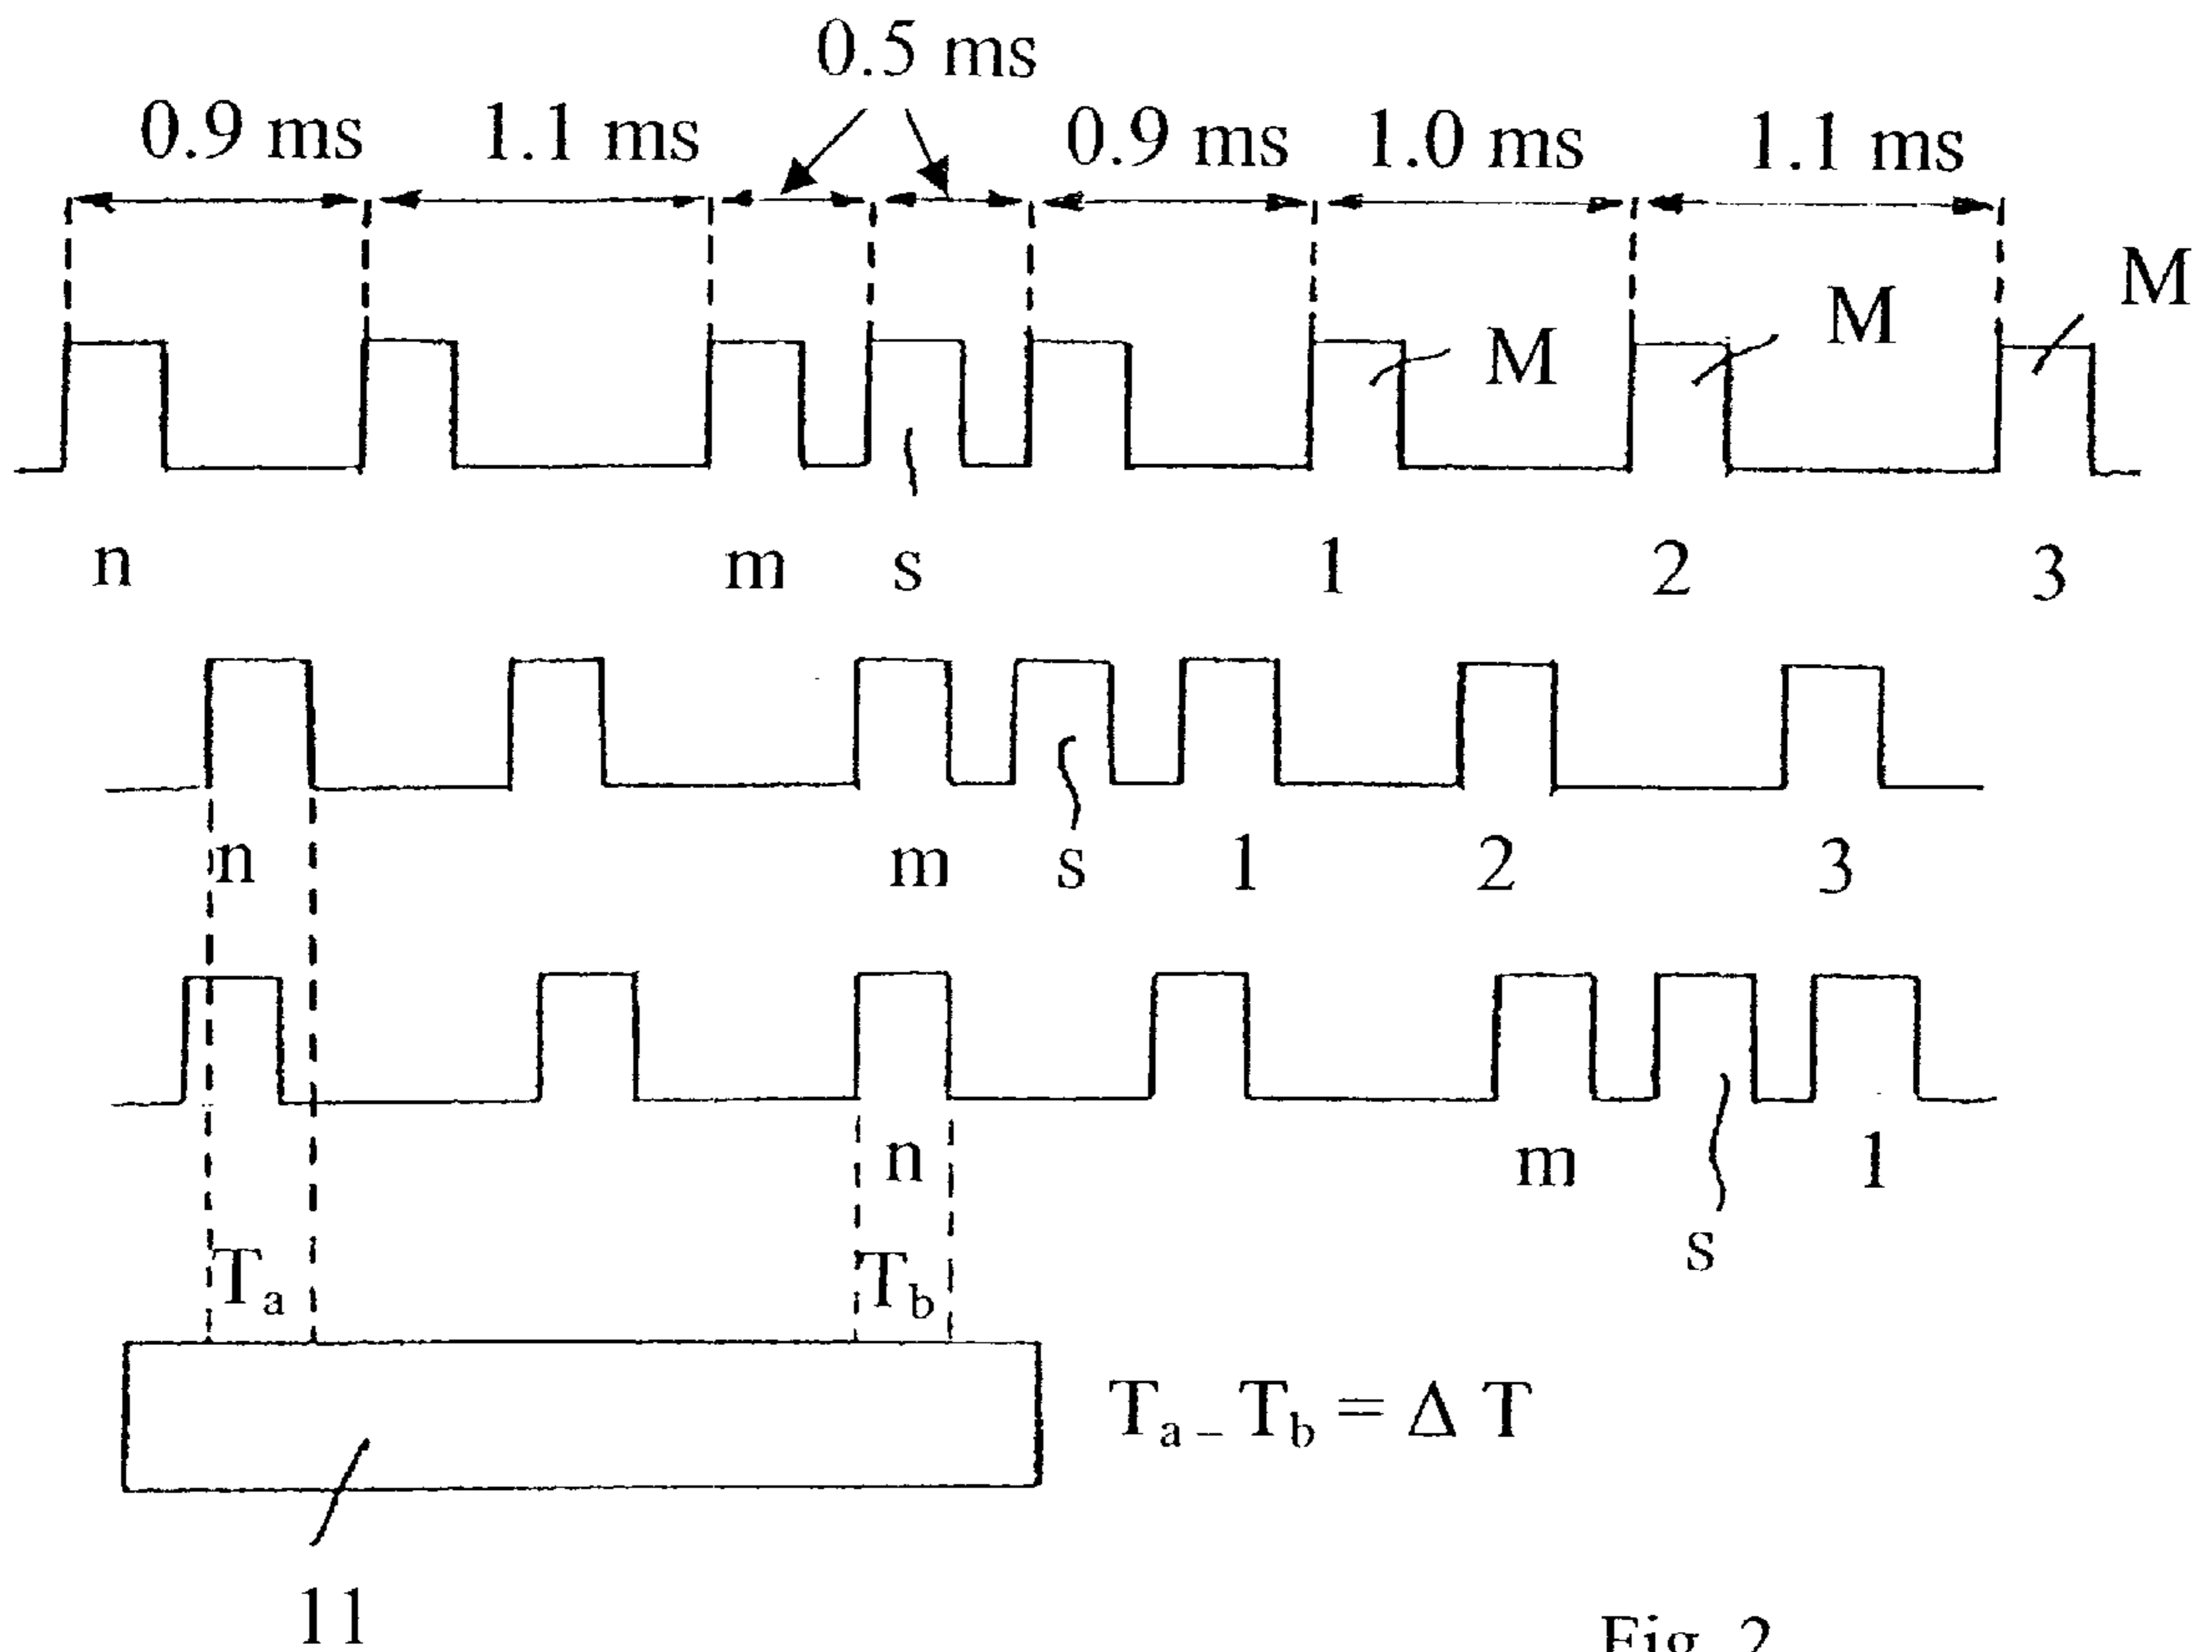 0.5 ms
0.9 ms 1.1 ms 0.9 ms 1.0 ms 1.1 ms
M M M
n m s 1 2 3
n m s 1 2 3
n m s 1
Ta Tb
Ta – Tb = Δ T
11
Fig. 2